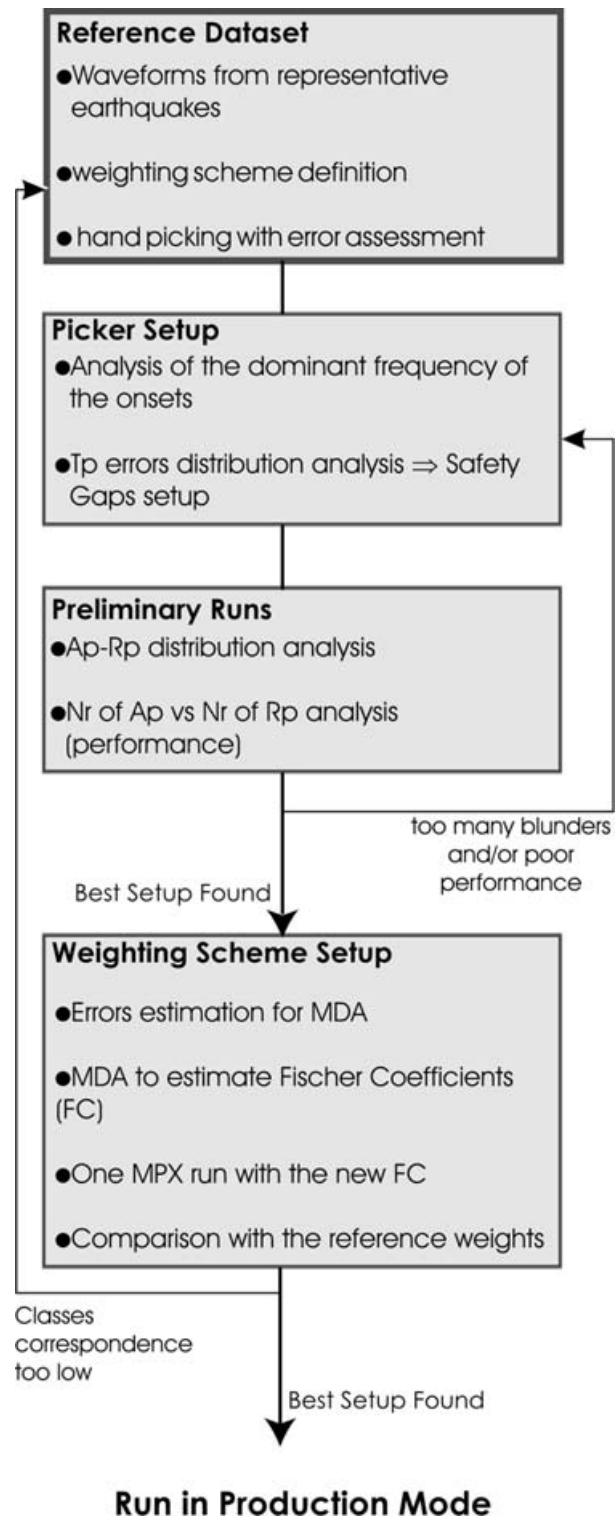 Reference Dataset
●Waveforms from representative
earthquakes
●weighting scheme definition
● hand picking with error assessment
Picker Setup
●Analysis of the dominant frequency of
the onsets
●Tp errors distribution analysis ⇒ Safety
Gaps setup
Preliminary Runs
●Ap-Rp distribution analysis
●Nr of Ap vs Nr of Rp analysis
(performance)
too many blunders
and/or poor
performance
Best Setup Found
Weighting Scheme Setup
●Errors estimation for MDA
●MDA to estimate Fischer Coefficients
(FC)
●One MPX run with the new FC
●Comparison with the reference weights
Classes
correspondence
too low
Best Setup Found
Run in Production Mode